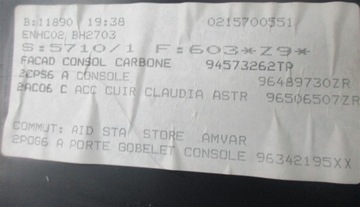 B:11890 19:38 0215700551
ENHC02, BH2703
S:5710/1 F:603*Z9*
FACAD CONSOL CARBONE 94573262TP
2CPS6 A CONSOLE 96489730ZR
2AC06 C ACC CUIR CLAUDIA ASTR 96506507ZR
COMMUT: AID STA STORE AMVAR
2POG6 A PORTE GOBELET CONSOLE 96342195XX